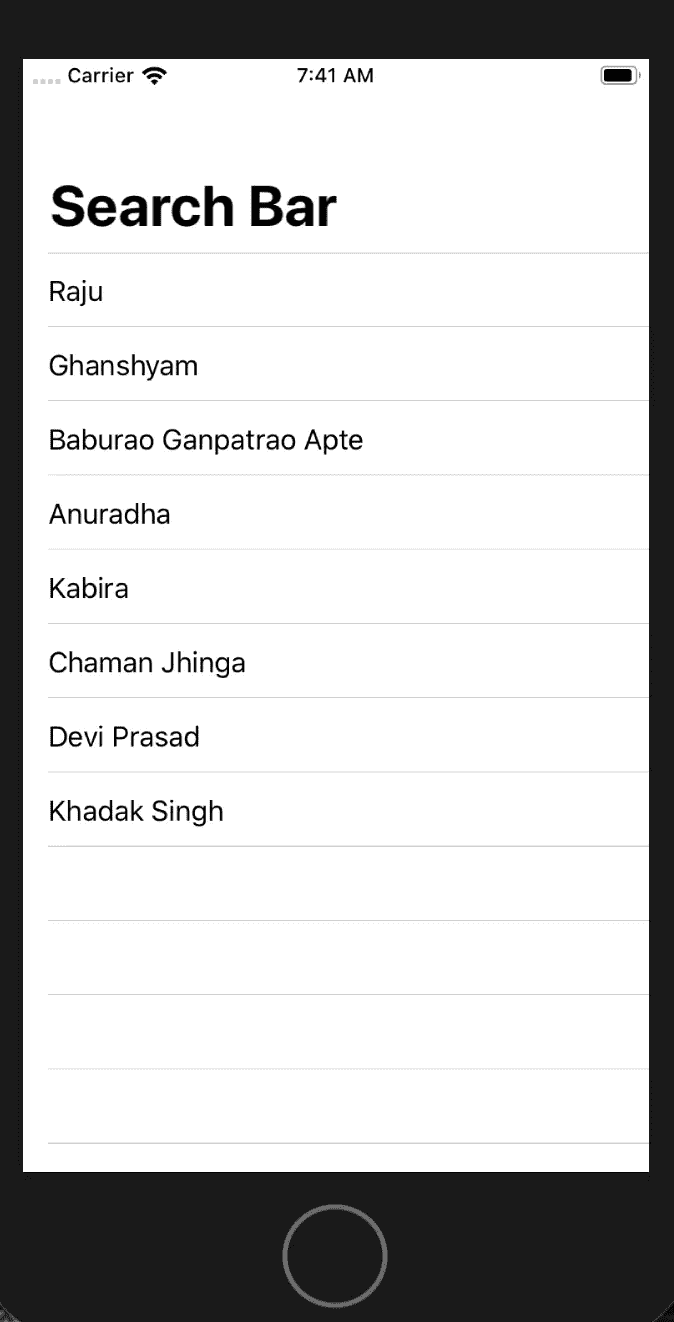 Carrier 7:41 AM
Search Bar
Raju
Ghanshyam
Baburao Ganpatrao Apte
Anuradha
Kabira
Chaman Jhinga
Devi Prasad
Khadak Singh